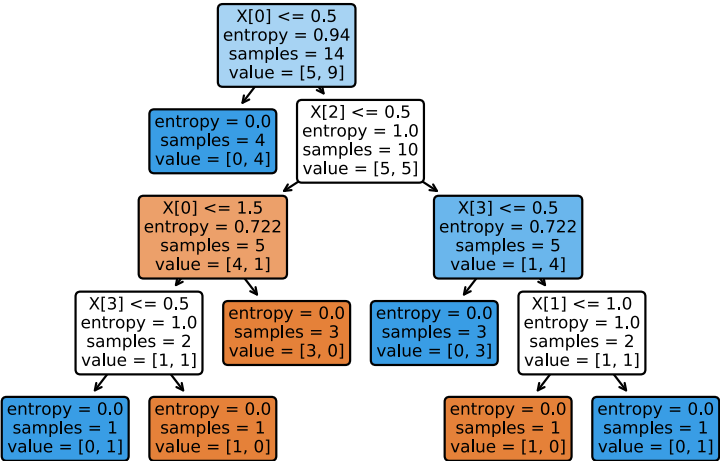 X[0] <= 0.5
entropy = 0.94
samples = 14
value = [5, 9]
entropy = 0.0
samples = 4
value = [0, 4]
X[2] <= 0.5
entropy = 1.0
samples = 10
value = [5, 5]
X[0] <= 1.5
entropy = 0.722
samples = 5
value = [4, 1]
X[3] <= 0.5
entropy = 0.722
samples = 5
value = [1, 4]
X[3] <= 0.5
entropy = 1.0
samples = 2
value = [1, 1]
entropy = 0.0
samples = 3
value = [3, 0]
entropy = 0.0
samples = 3
value = [0, 3]
X[1] <= 1.0
entropy = 1.0
samples = 2
value = [1, 1]
entropy = 0.0
samples = 1
value = [0, 1]
entropy = 0.0
samples = 1
value = [1, 0]
entropy = 0.0
samples = 1
value = [1, 0]
entropy = 0.0
samples = 1
value = [0, 1]